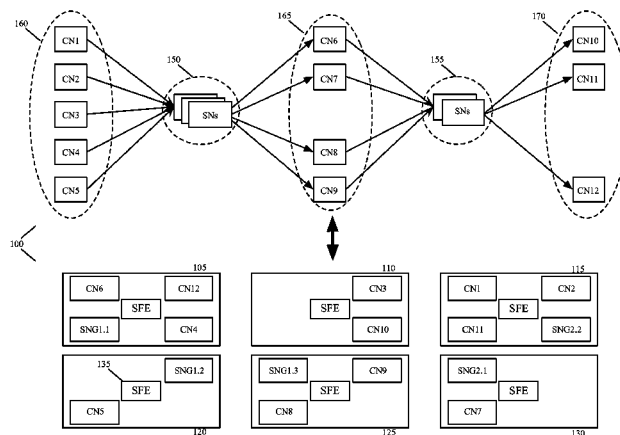 160
165
170
CN1
CN6
CN10
150
155
CN2
CN7
CN11
CN3
SNs
SNs
CN4
CN8
CN5
CN9
CN12
100
105
110
115
CN6
CN12
SFE
SNG1.1
CN4
CN3
SFE
CN10
CN1
CN2
SFE
CN11
SNG2.2
135
SNG1.2
SFE
CN5
120
SNG1.3
CN9
SFE
CN8
125
SNG2.1
SFE
CN7
130